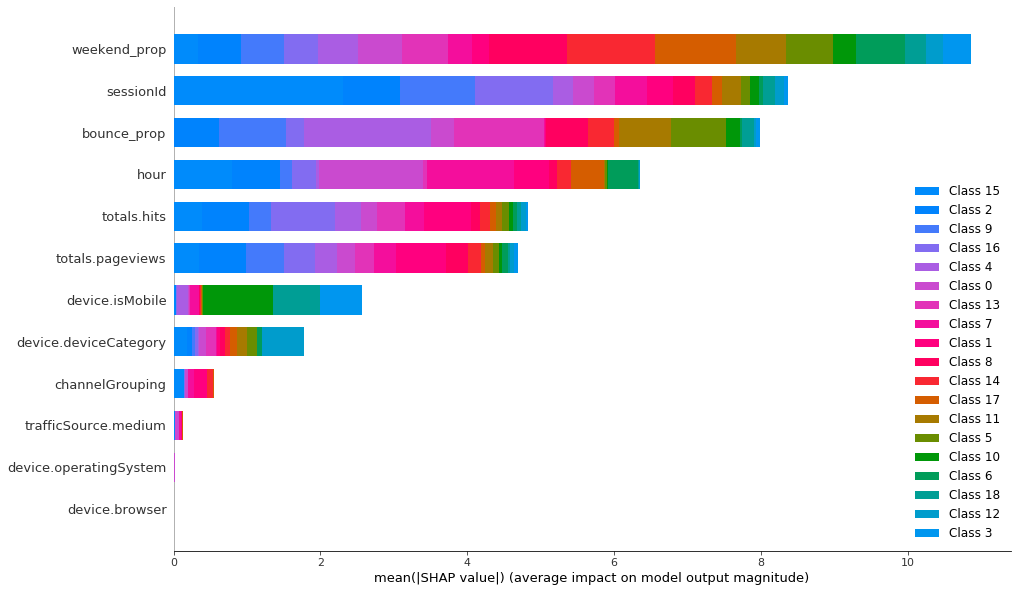 weekend_prop
sessionId
bounce_prop
hour
totals.hits
totals.pageviews
device.isMobile
device.deviceCategory
channelGrouping
trafficSource.medium
device.operatingSystem
device.browser
Class 15
Class 2
Class 9
Class 16
Class 4
Class 0
Class 13
Class 7
Class 1
Class 8
Class 14
Class 17
Class 11
Class 5
Class 10
Class 6
Class 18
Class 12
Class 3
0 2 4 6 8 10
mean(|SHAP value|) (average impact on model output magnitude)